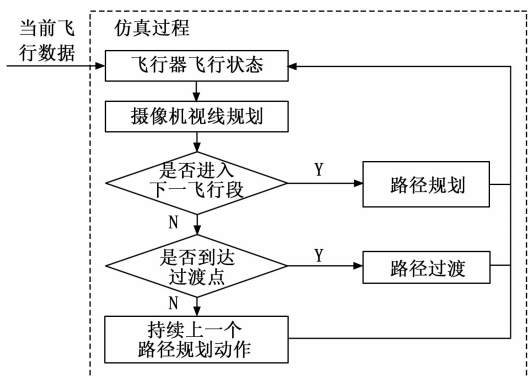 当前飞
行数据
仿真过程
飞行器飞行状态
摄像机视线规划
是否进入
下一飞行段
Y
路径规划
N
是否到达
过渡点
Y
路径过渡
N
持续上一个
路径规划动作